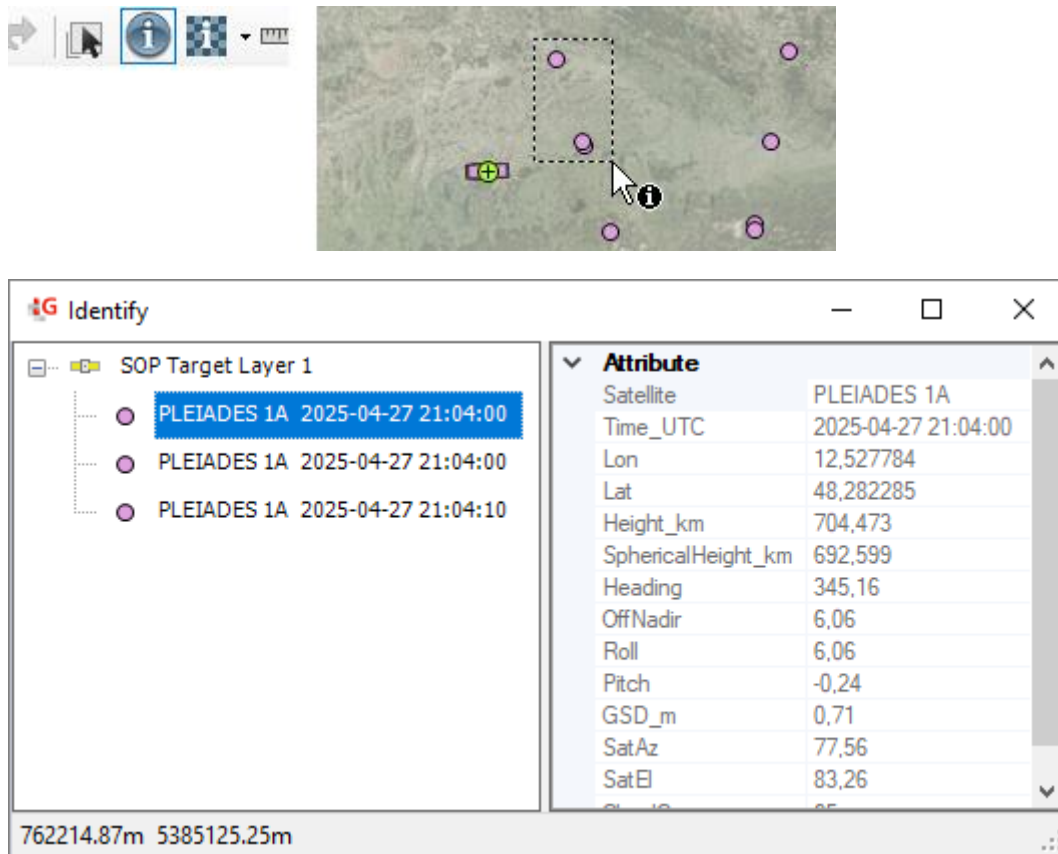 Identify
SOP Target Layer 1
PLEIADES 1A 2025-04-27 21:04:00
PLEIADES 1A 2025-04-27 21:04:00
PLEIADES 1A 2025-04-27 21:04:10
Attribute
Satellite PLEIADES 1A
Time_UTC 2025-04-27 21:04:00
Lon 12,527784
Lat 48,282285
Height_km 704,473
SphericalHeight_km 692,599
Heading 345,16
OffNadir 6,06
Roll 6,06
Pitch -0,24
GSD_m 0,71
SatAz 77,56
SatEl 83,26
762214.87m 5385125.25m